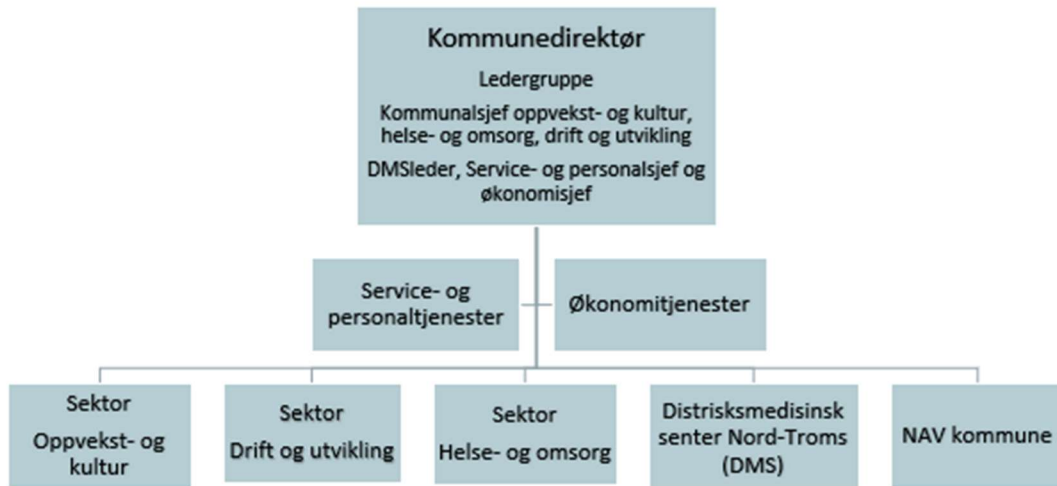 Kommunedirektør
Ledergruppe
Kommunalsjef oppvekst- og kultur,
helse- og omsorg, drift og utvikling
DMSleder, Service- og personalsjef og
økonomisjef
Service- og
personaltjenester
Økonomitjenester
Sektor
Oppvekst- og
kultur
Sektor
Drift og utvikling
Sektor
Helse- og omsorg
Distriksmedisinsk
senter Nord-Troms
(DMS)
NAV kommune